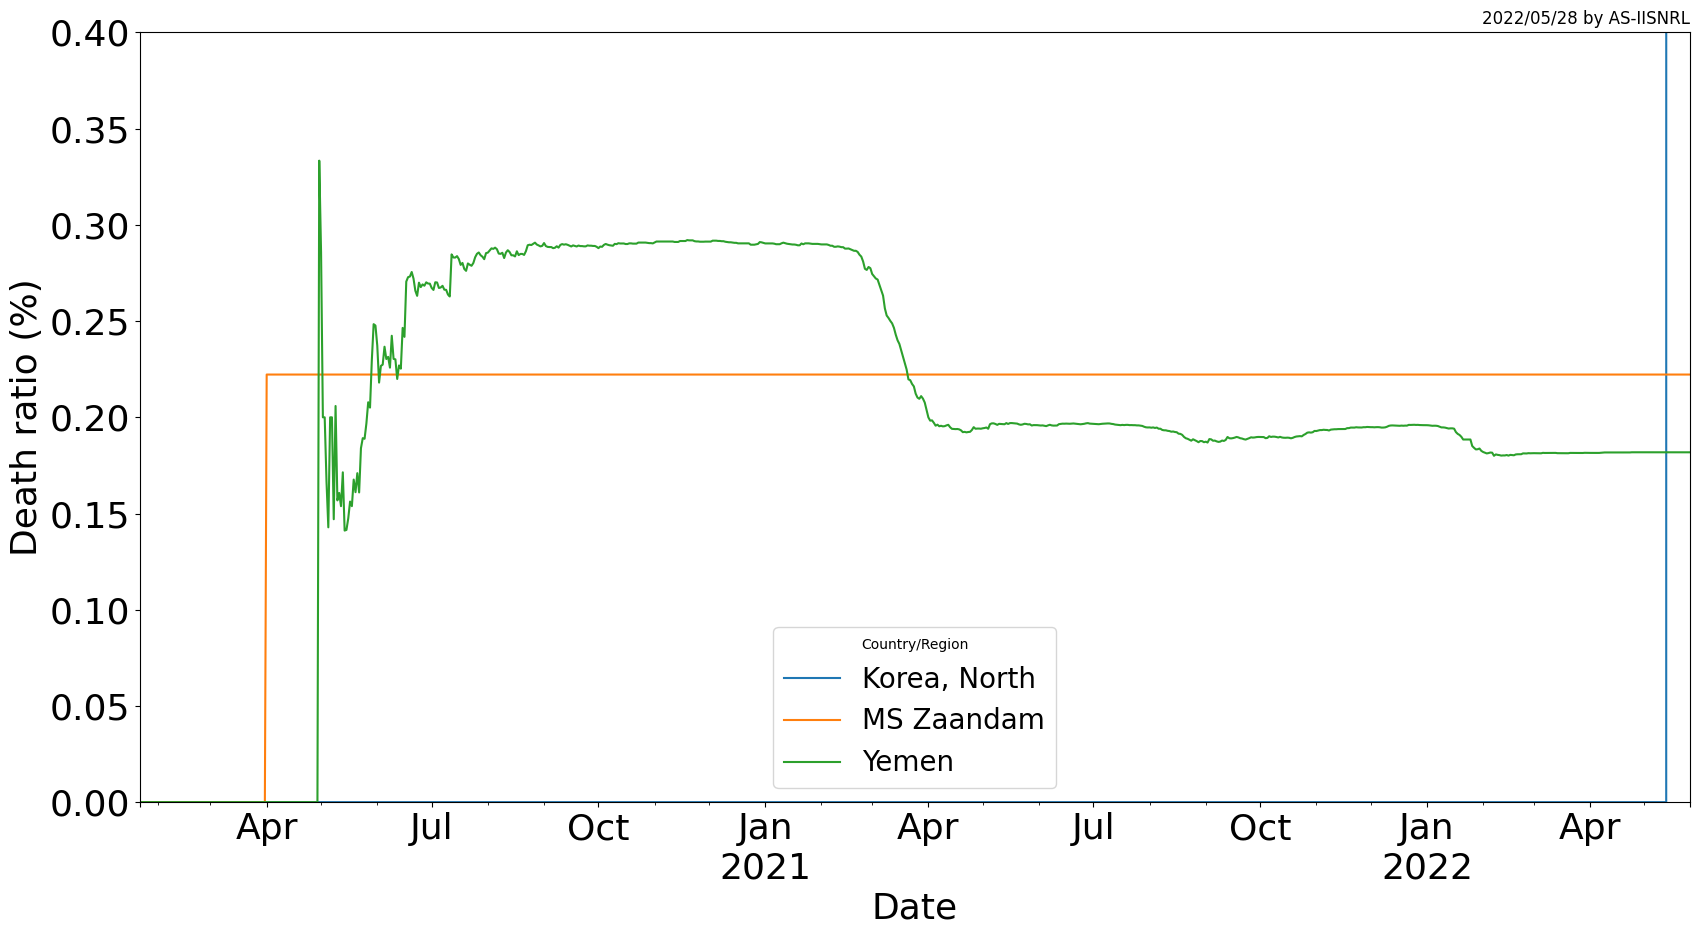 2022/05/28 by AS-IISNRL
0.40
0.35
0.30
0.25
0.20
0.15
0.10
0.05
0.00
Death ratio (%)
Country/Region
Korea, North
MS Zaandam
Yemen
Apr Jul Oct Jan Apr Jul Oct Jan Apr
2021 2022
Date